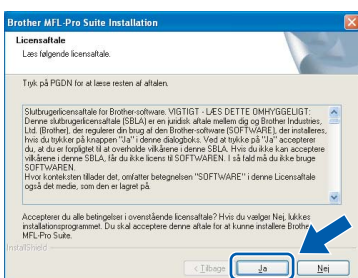 Brother MFL-Pro Suite Installation
Licensaftale
Læs følgende licensaftale.
Tryk på PGDN for at læse resten af aftalen.
Slutbrugerlicensaftale for Brother-software. VIGTIGT - LÆS DETTE OMHYGGELIGT:
Denne slutbrugerlicensaftale (SBLA) er en juridisk aftale mellem dig og Brother Industries,
Ltd. (Brother), der regulerer din brug af den Brother-software (SOFTWARE), der installeres,
hvis du trykker på knappen "Ja" i denne dialogboks. Ved at trykke på "Ja" accepterer
du, at du er forpligtet til at overholde vilkårene i denne SBLA. Hvis du ikke kan acceptere
vilkårene i denne SBLA, får du ikke licens til SOFTWAREN. I så fald må du ikke bruge
SOFTWAREN.
Hvor konteksten tillader det, omfatter betegnelsen "SOFTWARE" i denne Licensaftale
også det medie, som den er lagret på.
Accepterer du alle betingelser i ovenstående licensaftale? Hvis du vælger Nej, lukkes
installationsprogrammet. Du skal acceptere denne aftale for at kunne installere Brother
MFL-Pro Suite.
InstallShield
< Tilbage
Ja
Nej